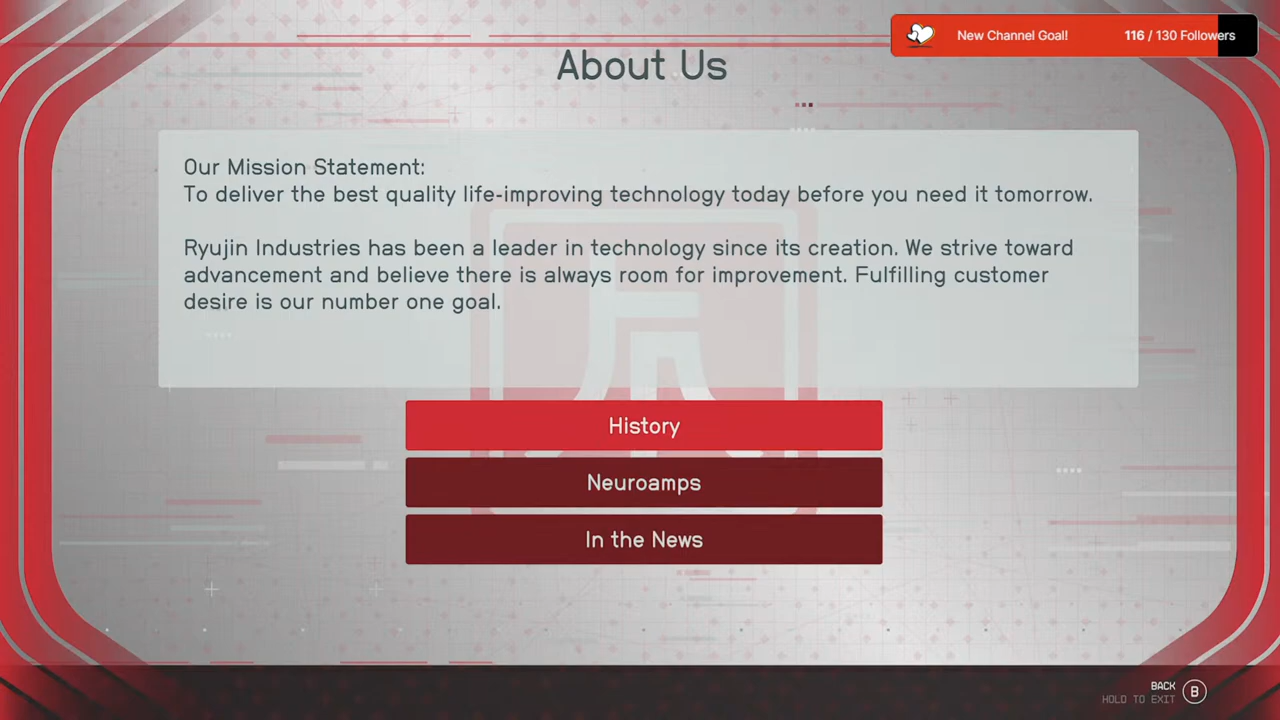 New Channel Goal! 116 / 130 Followers
About Us
Our Mission Statement:
To deliver the best quality life-improving technology today before you need it tomorrow.
Ryujin Industries has been a leader in technology since its creation. We strive toward
advancement and believe there is always room for improvement. Fulfilling customer
desire is our number one goal.
History
Neuroamps
In the News
BACK B
HOLD TO EXIT